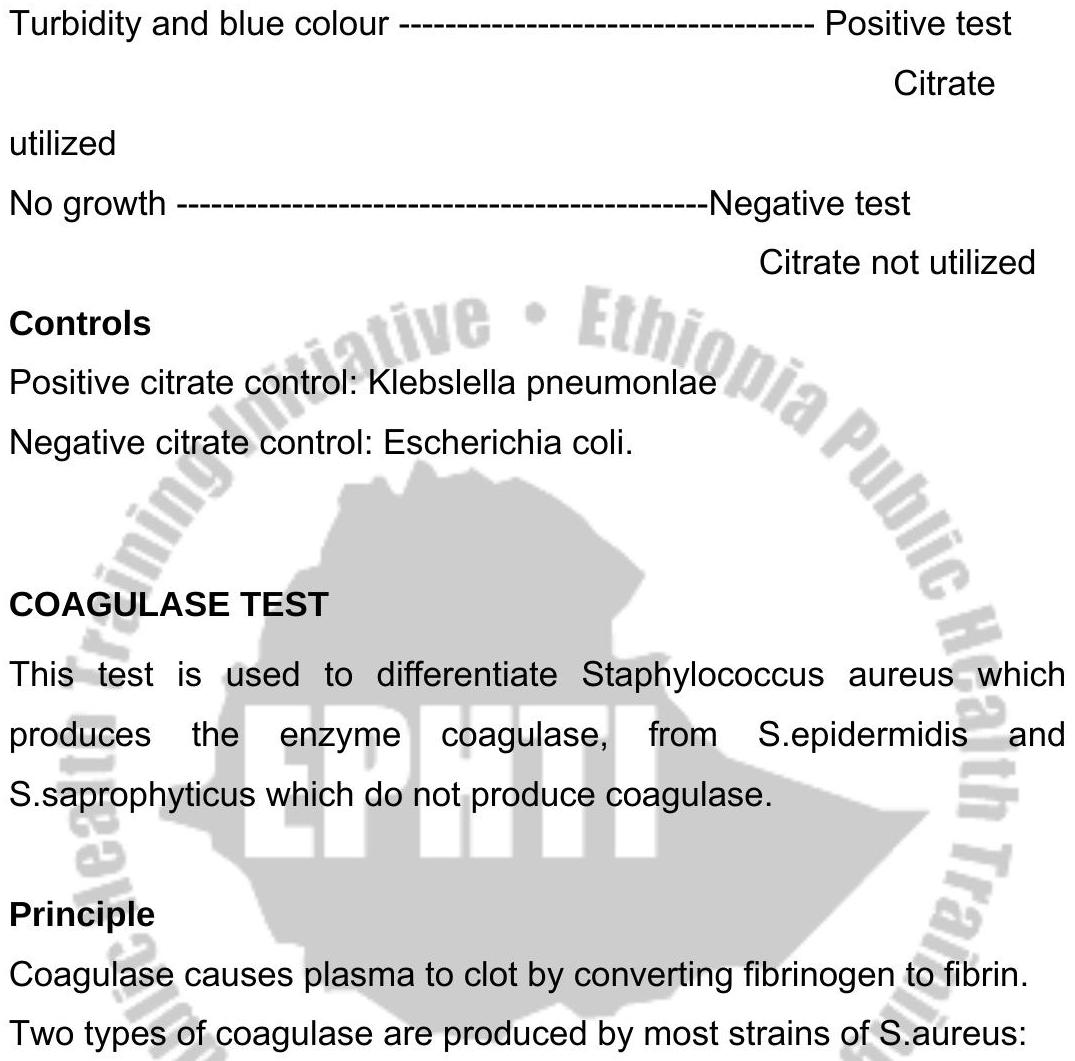 Turbidity and blue colour ------------------------------------ Positive test
Citrate
utilized
No growth ----------------------------------------------Negative test
Citrate not utilized
Controls
Positive citrate control: Klebslella pneumonlae
Negative citrate control: Escherichia coli.
COAGULASE TEST
This test is used to differentiate Staphylococcus aureus which
produces the enzyme coagulase, from S.epidermidis and
S.saprophyticus which do not produce coagulase.
Principle
Coagulase causes plasma to clot by converting fibrinogen to fibrin.
Two types of coagulase are produced by most strains of S.aureus:
Health Training Initiative • Ethiopia Public Health
EPHTI